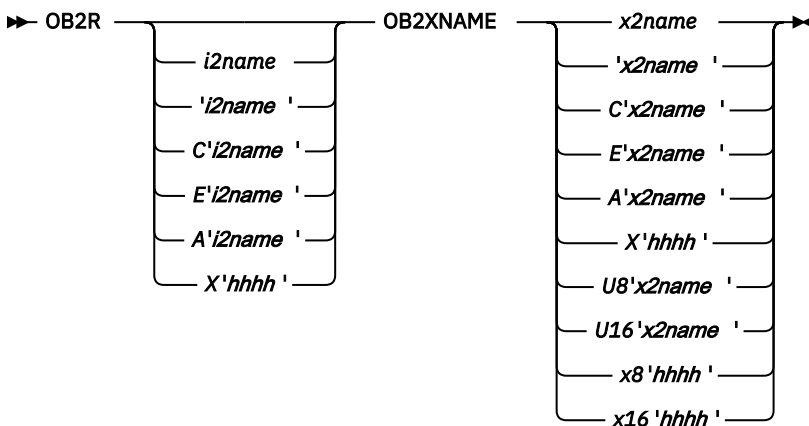 OB2R OB2XNAME x2name
i2name 'x2name '
'i2name ' C'x2name '
C'i2name ' E'x2name '
E'i2name ' A'x2name '
A'i2name ' X'hhhh '
X'hhhh ' U8'x2name '
U16'x2name '
x8'hhhh '
x16'hhhh '